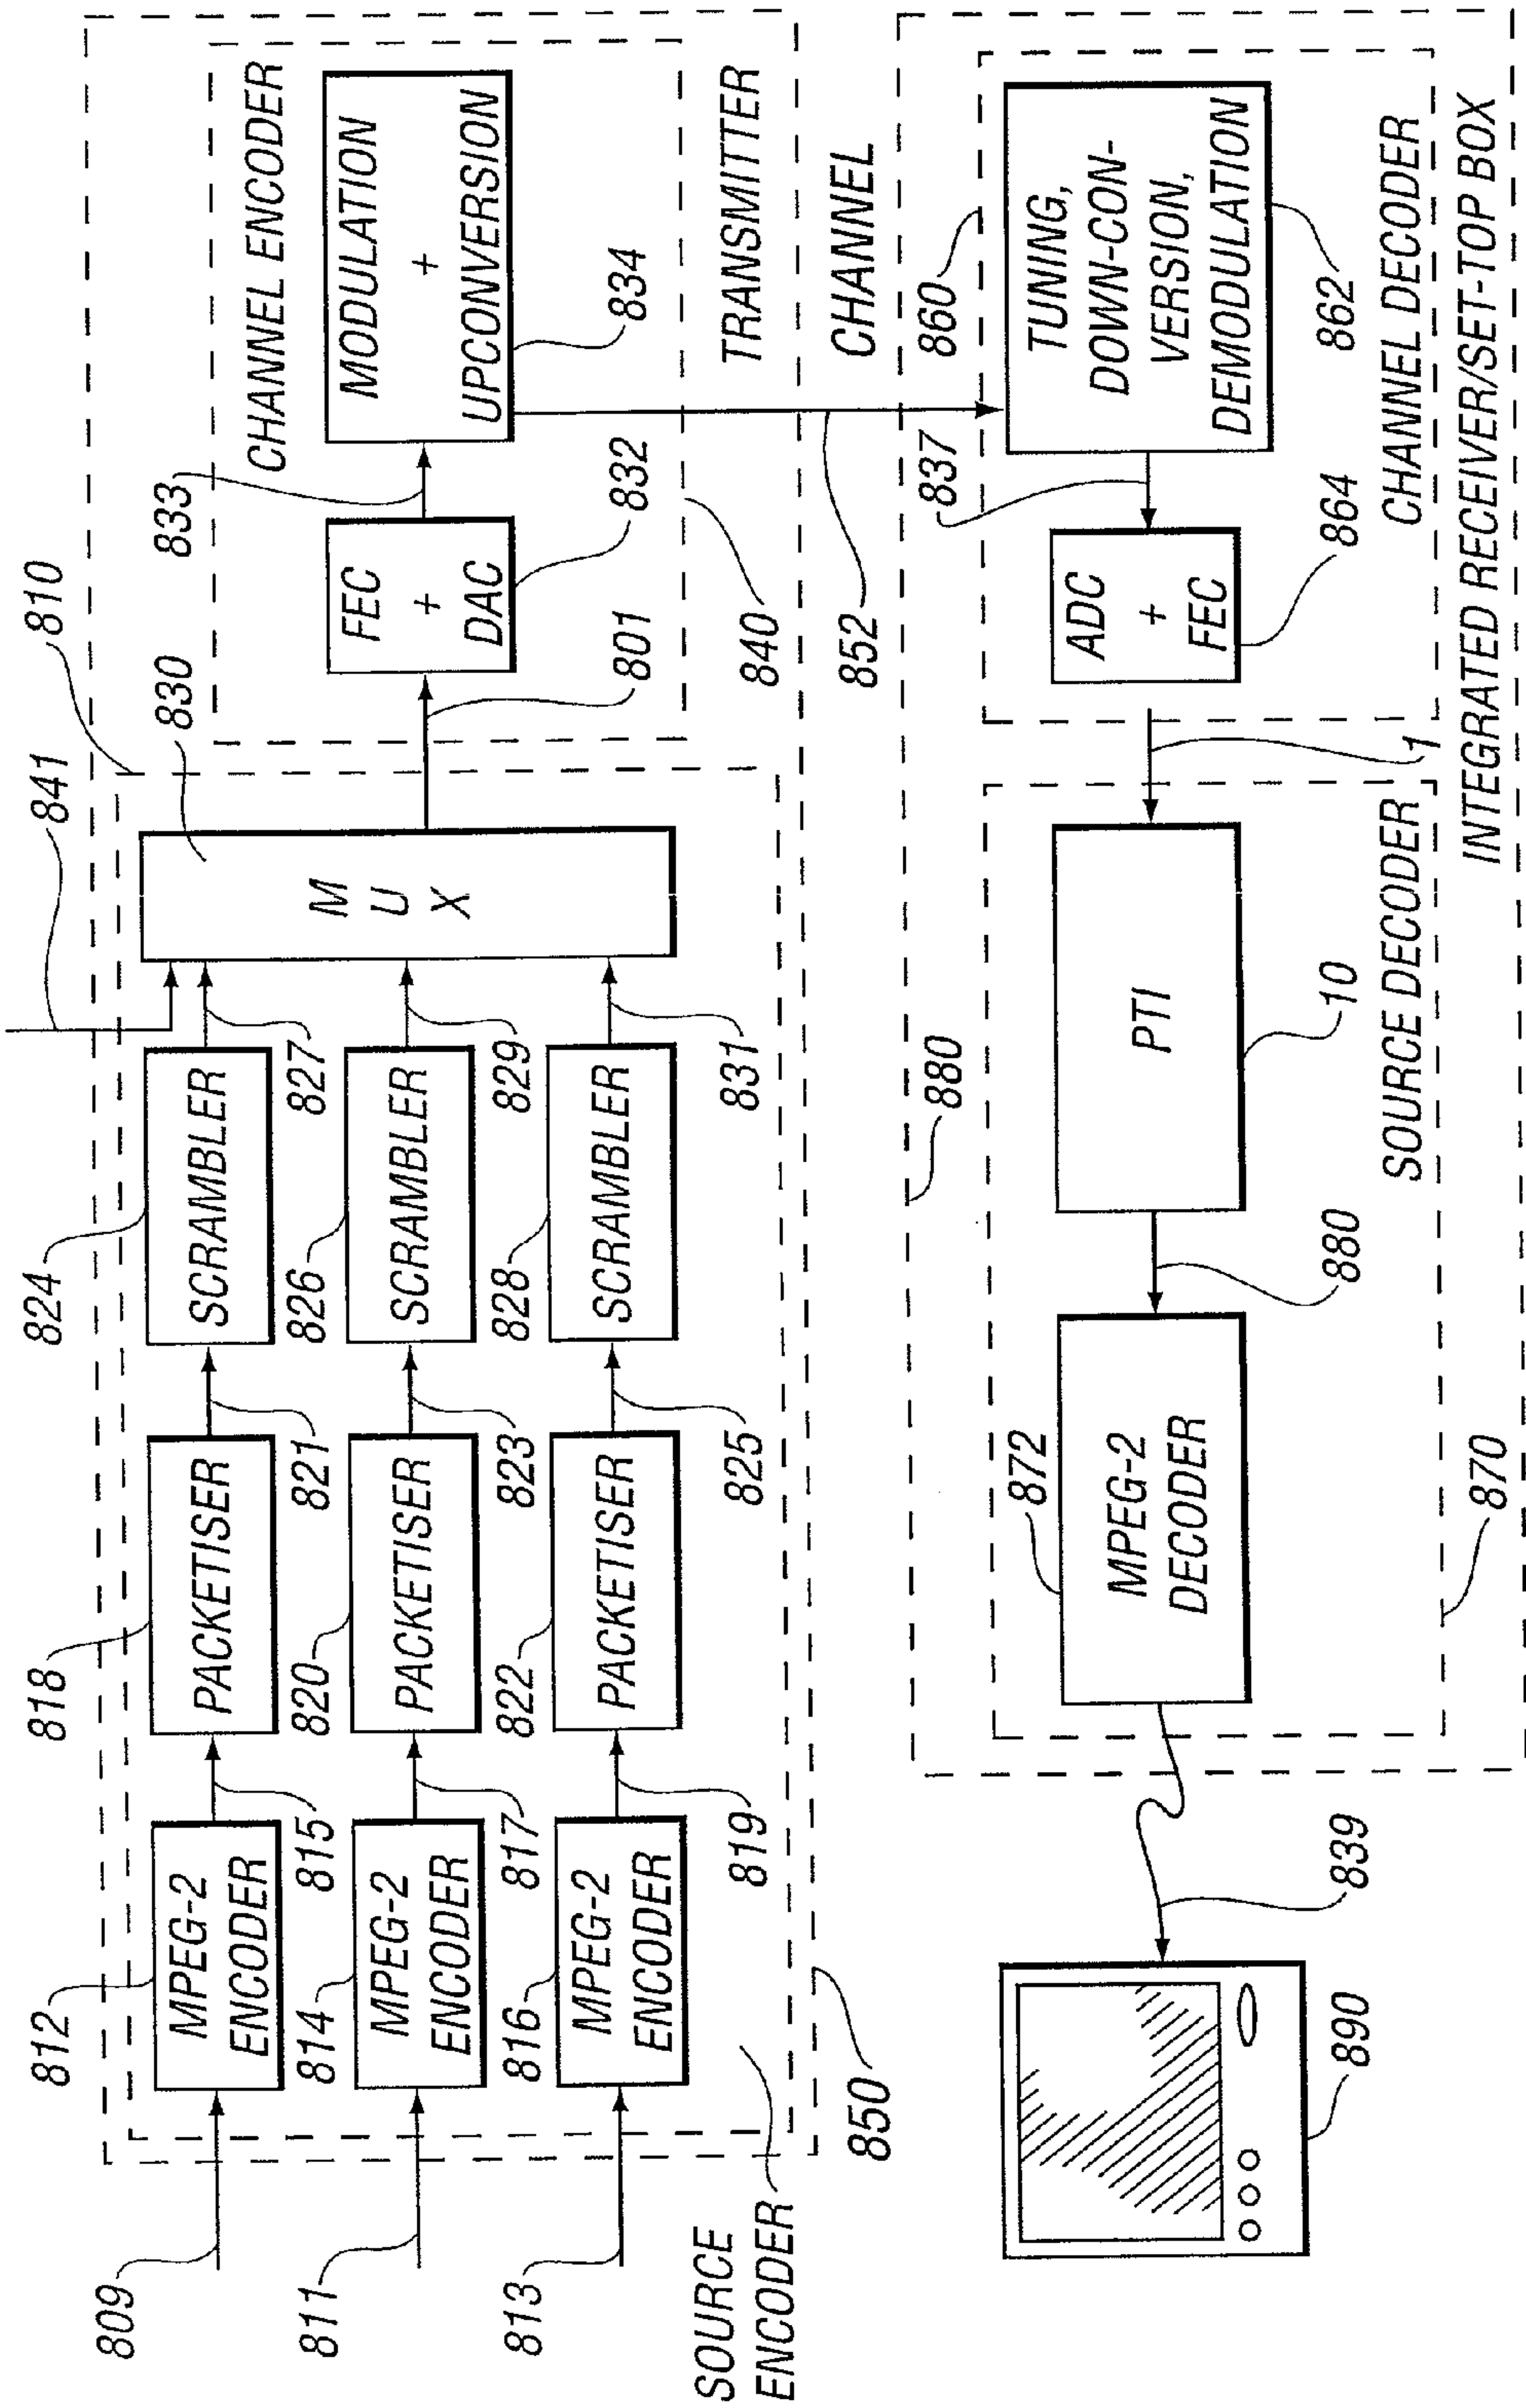 841
810
824
830
833
CHANNEL ENCODER
818
812
809
MPEG-2
ENCODER
815
PACKETISER
821
SCRAMBLER
827
814
811
MPEG-2
ENCODER
817
820
PACKETISER
823
826
SCRAMBLER
829
M
U
X
FEC
+
DAC
832
801
MODULATION
+
UPCONVERSION
834
816
813
MPEG-2
ENCODER
819
822
PACKETISER
825
828
SCRAMBLER
831
840
TRANSMITTER
SOURCE
ENCODER
850
852
CHANNEL
880
837
860
872
MPEG-2
DECODER
880
PTI
10
1
ADC
+
FEC
864
TUNING,
DOWN-CON-
VERSION,
DEMODULATION
862
839
890
SOURCE DECODER
870
CHANNEL DECODER
INTEGRATED RECEIVER/SET-TOP BOX